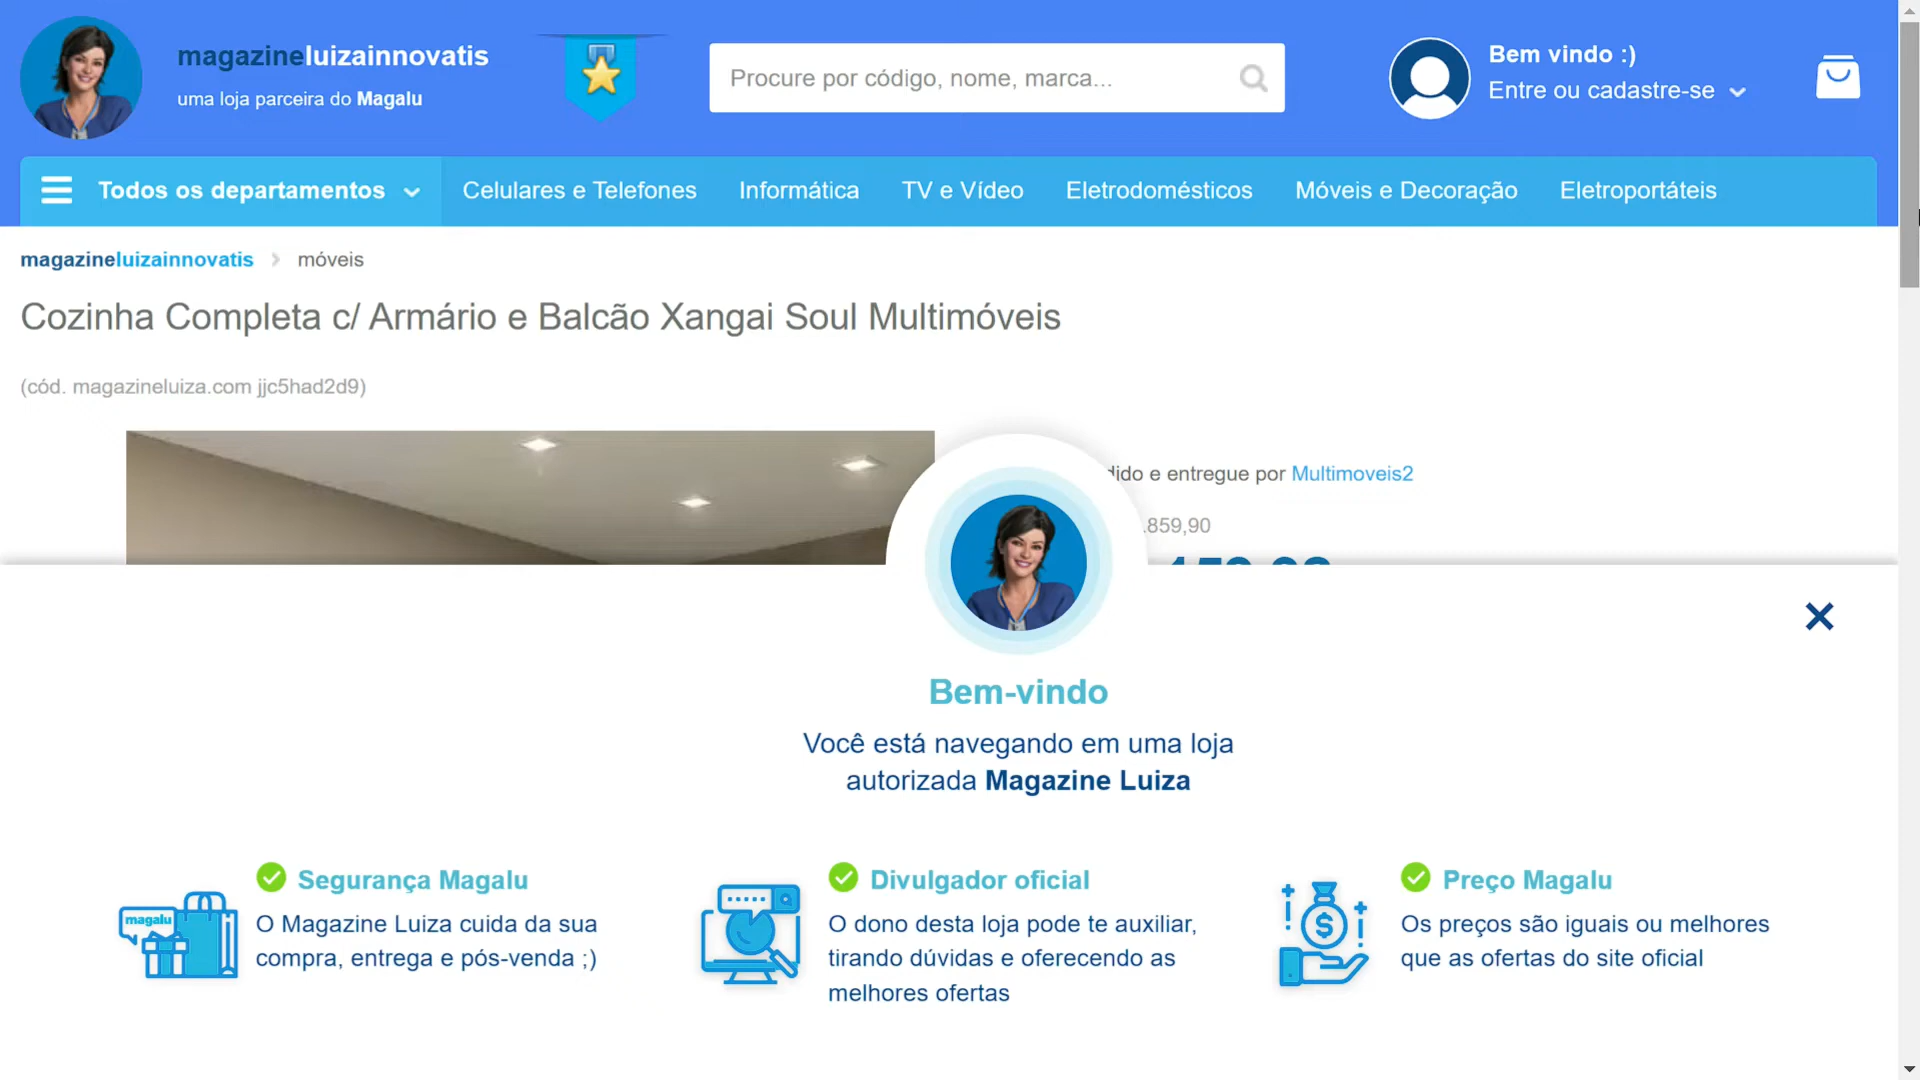 magazineluizainnovatis
uma loja parceira do Magalu
Procure por código, nome, marca...
Bem vindo :)
Entre ou cadastre-se
Todos os departamentos
Celulares e Telefones
Informática
TV e Vídeo
Eletrodomésticos
Móveis e Decoração
Eletroportáteis
magazineluizainnovatis
móveis
Cozinha Completa c/ Armário e Balcão Xangai Soul Multimóveis
(cód. magazineluiza.com jjc5had2d9)
e entregue por Multimoveis2
859,90
Bem-vindo
Você está navegando em uma loja
autorizada Magazine Luiza
Segurança Magalu
magalu
O Magazine Luiza cuida da sua
compra, entrega e pós-venda ;)
Divulgador oficial
O dono desta loja pode te auxiliar,
tirando dúvidas e oferecendo as
melhores ofertas
Preço Magalu
Os preços são iguais ou melhores
que as ofertas do site oficial